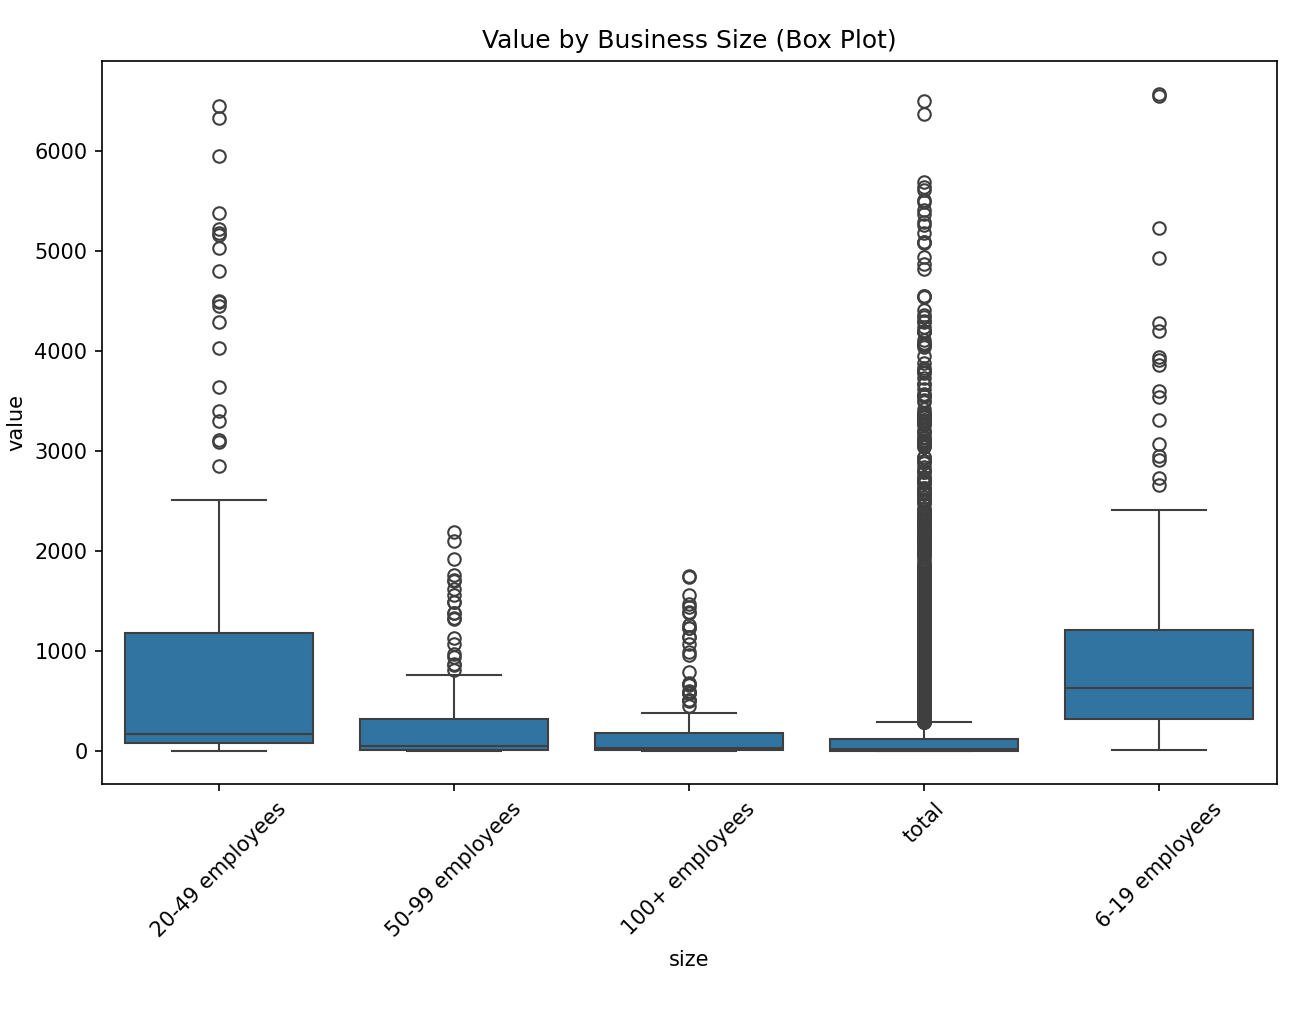 Value by Business Size (Box Plot)
value
6000
5000
4000
3000
2000
1000
0
20-49 employees
50-99 employees
100+ employees
total
6-19 employees
size